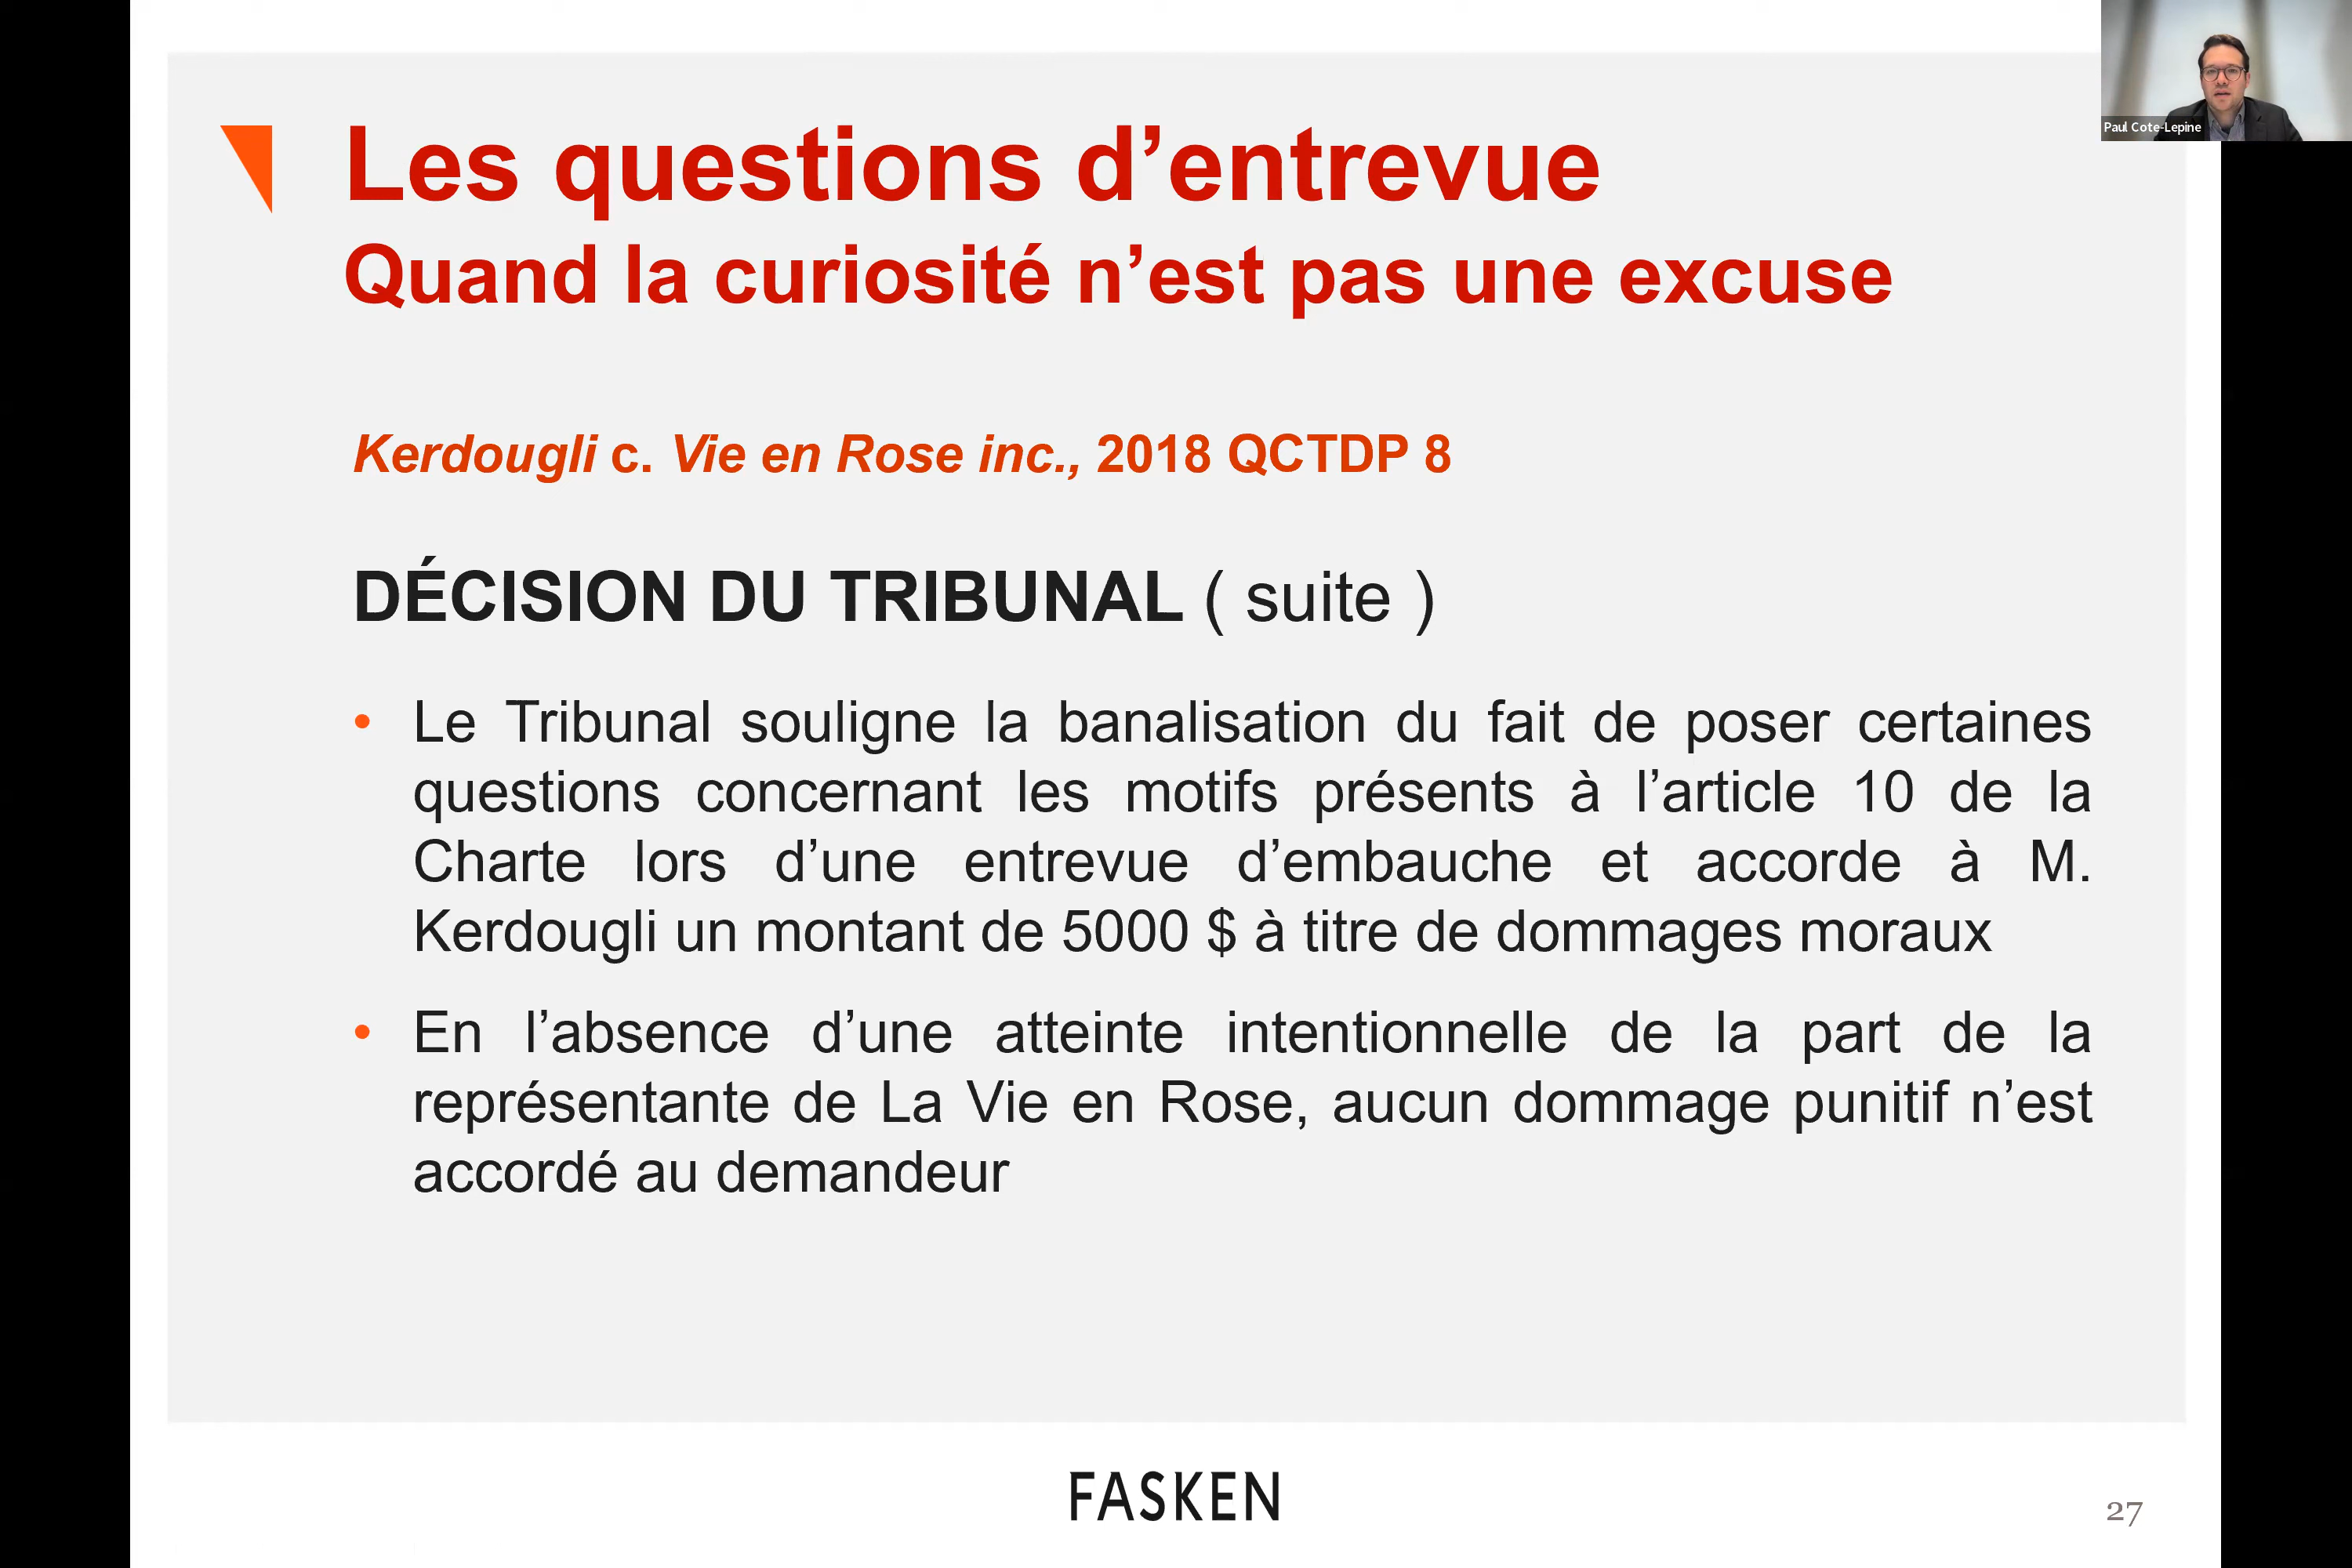 Paul Cote-Lepine
Les questions d’entrevue
Quand la curiosité n’est pas une excuse
Kerdougli c. Vie en Rose inc., 2018 QCTDP 8
DÉCISION DU TRIBUNAL ( suite )
• Le Tribunal souligne la banalisation du fait de poser certaines
questions concernant les motifs présents à l’article 10 de la
Charte lors d’une entrevue d’embauche et accorde à M.
Kerdougli un montant de 5000 $ à titre de dommages moraux
• En l’absence d’une atteinte intentionnelle de la part de la
représentante de La Vie en Rose, aucun dommage punitif n’est
accordé au demandeur
FASKEN
27